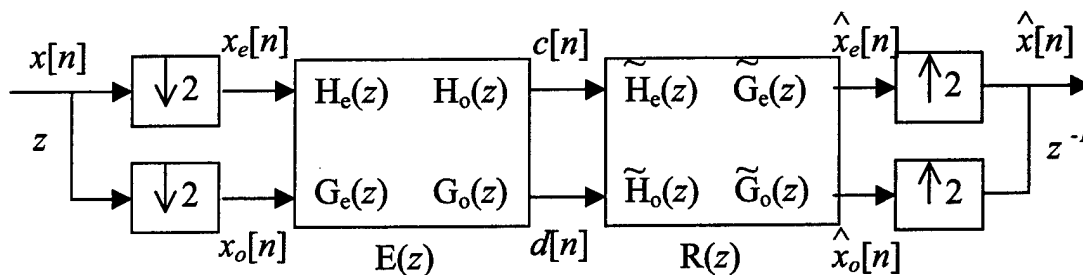 x[n] ↓2 x_e[n] H_e(z) H_o(z) c[n] H̃_e(z) G̃_e(z) x̂_e[n] ↑2 x̂[n]
z z⁻¹
↓2 x_o[n] G_e(z) G_o(z) d[n] H̃_o(z) G̃_o(z) x̂_o[n] ↑2
E(z) R(z)